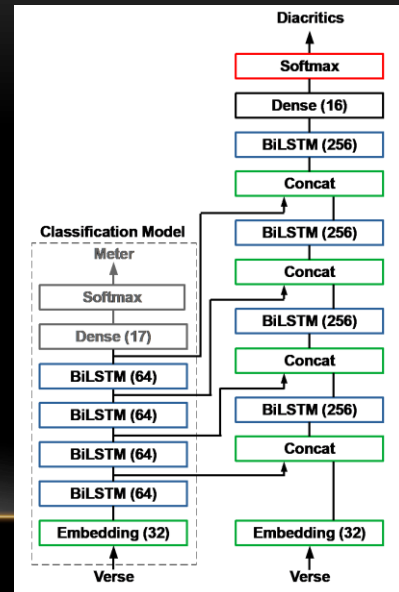 Classification Model
Meter
Softmax
Dense (17)
BiLSTM (64)
BiLSTM (64)
BiLSTM (64)
BiLSTM (64)
Embedding (32)
Verse
Diacritics
Softmax
Dense (16)
BiLSTM (256)
Concat
BiLSTM (256)
Concat
BiLSTM (256)
Concat
BiLSTM (256)
Concat
Embedding (32)
Verse